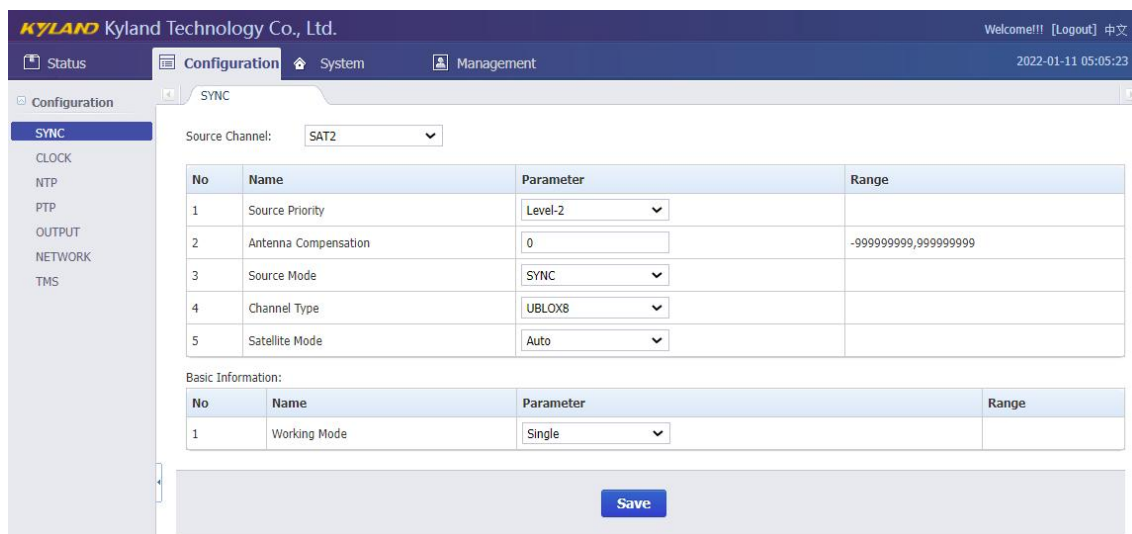 KYLAND Kyland Technology Co., Ltd. Welcome!!! [Logout] 中文
Status Configuration System Management 2022-01-11 05:05:23
Configuration
SYNC
CLOCK
NTP
PTP
OUTPUT
NETWORK
TMS
SYNC
Source Channel: SAT2
No Name Parameter Range
1 Source Priority Level-2
2 Antenna Compensation 0 -999999999,999999999
3 Source Mode SYNC
4 Channel Type UBLOX8
5 Satellite Mode Auto
Basic Information:
No Name Parameter Range
1 Working Mode Single
Save